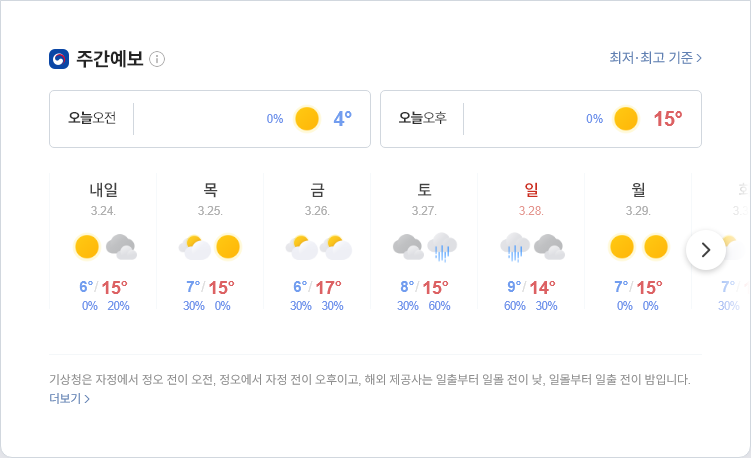 주간예보
최저·최고 기준
오늘오전 0% 4°
오늘오후 0% 15°
내일 목 금 토 일 월 화
3.24. 3.25. 3.26. 3.27. 3.28. 3.29. 3.
6°/15° 7°/15° 6°/17° 8°/15° 9°/14° 7°/15° 7°
0% 20% 30% 0% 30% 30% 30% 60% 60% 30% 0% 0% 30%
기상청은 자정에서 정오 전이 오전, 정오에서 자정 전이 오후이고, 해외 제공사는 일출부터 일몰 전이 낮, 일몰부터 일출 전이 밤입니다.
더보기